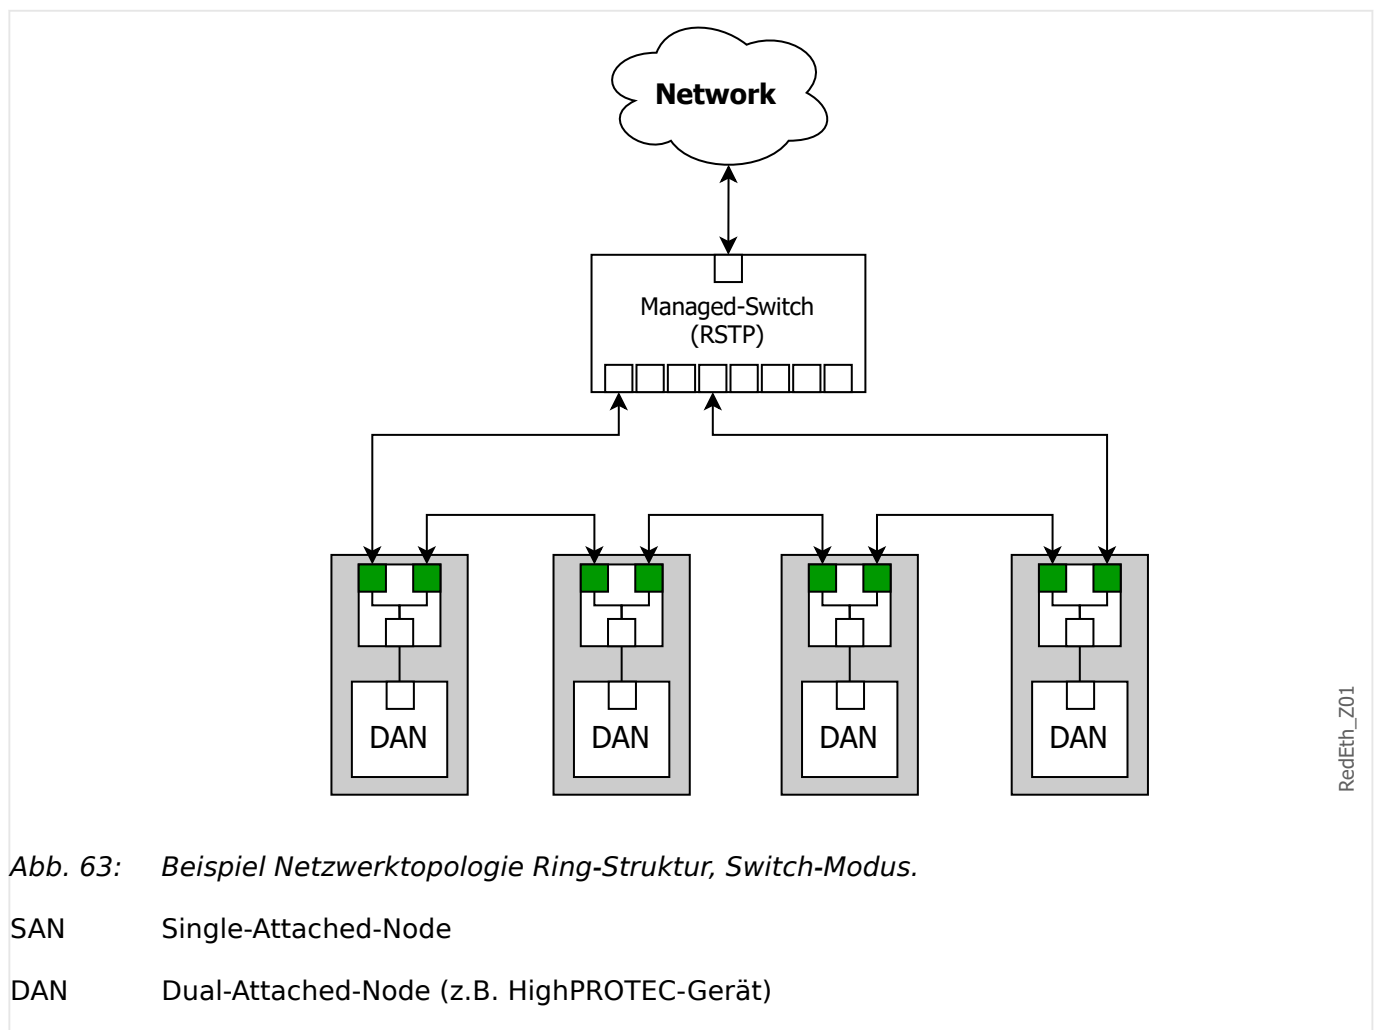 Network
Managed-Switch
(RSTP)
DAN DAN DAN DAN
RedEth_Z01
Abb. 63: Beispiel Netzwerktopologie Ring-Struktur, Switch-Modus.
SAN Single-Attached-Node
DAN Dual-Attached-Node (z.B. HighPROTEC-Gerät)